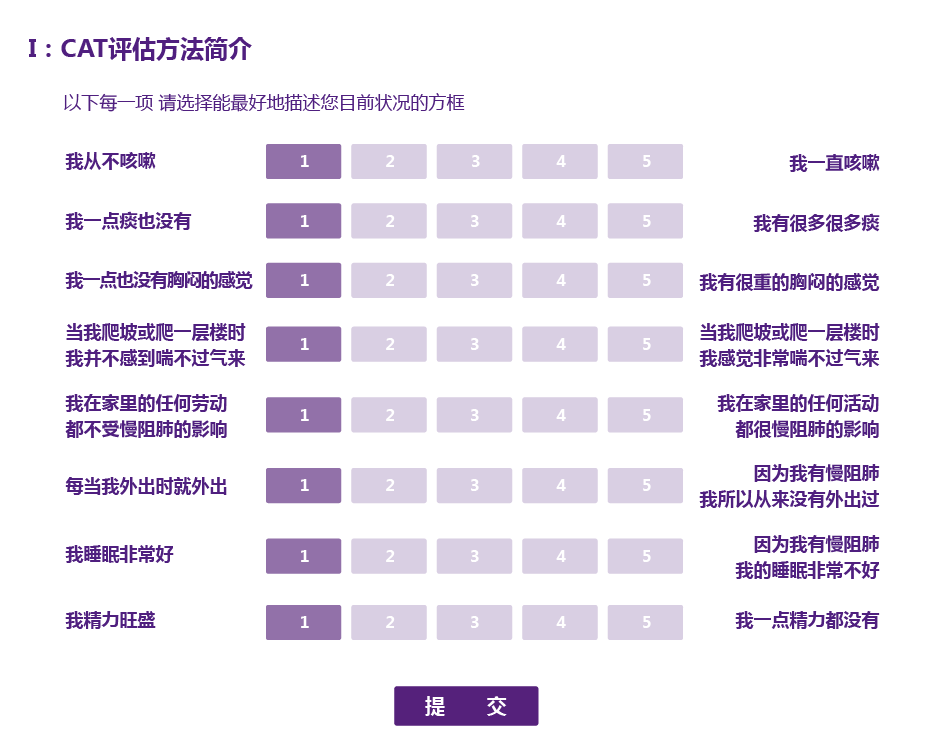 I：CAT评估方法简介
以下每一项 请选择能最好地描述您目前状况的方框
我从不咳嗽 1 2 3 4 5 我一直咳嗽
我一点痰也没有 1 2 3 4 5 我有很多很多痰
我一点也没有胸闷的感觉 1 2 3 4 5 我有很重的胸闷的感觉
当我爬坡或爬一层楼时
我并不感到喘不过气来
1 2 3 4 5
当我爬坡或爬一层楼时
我感觉非常喘不过气来
我在家里的任何劳动
都不受慢阻肺的影响
1 2 3 4 5
我在家里的任何活动
都很慢阻肺的影响
每当我外出时就外出
1 2 3 4 5
因为我有慢阻肺
我所以从来没有外出过
我睡眠非常好
1 2 3 4 5
因为我有慢阻肺
我的睡眠非常不好
我精力旺盛 1 2 3 4 5 我一点精力都没有
提 交